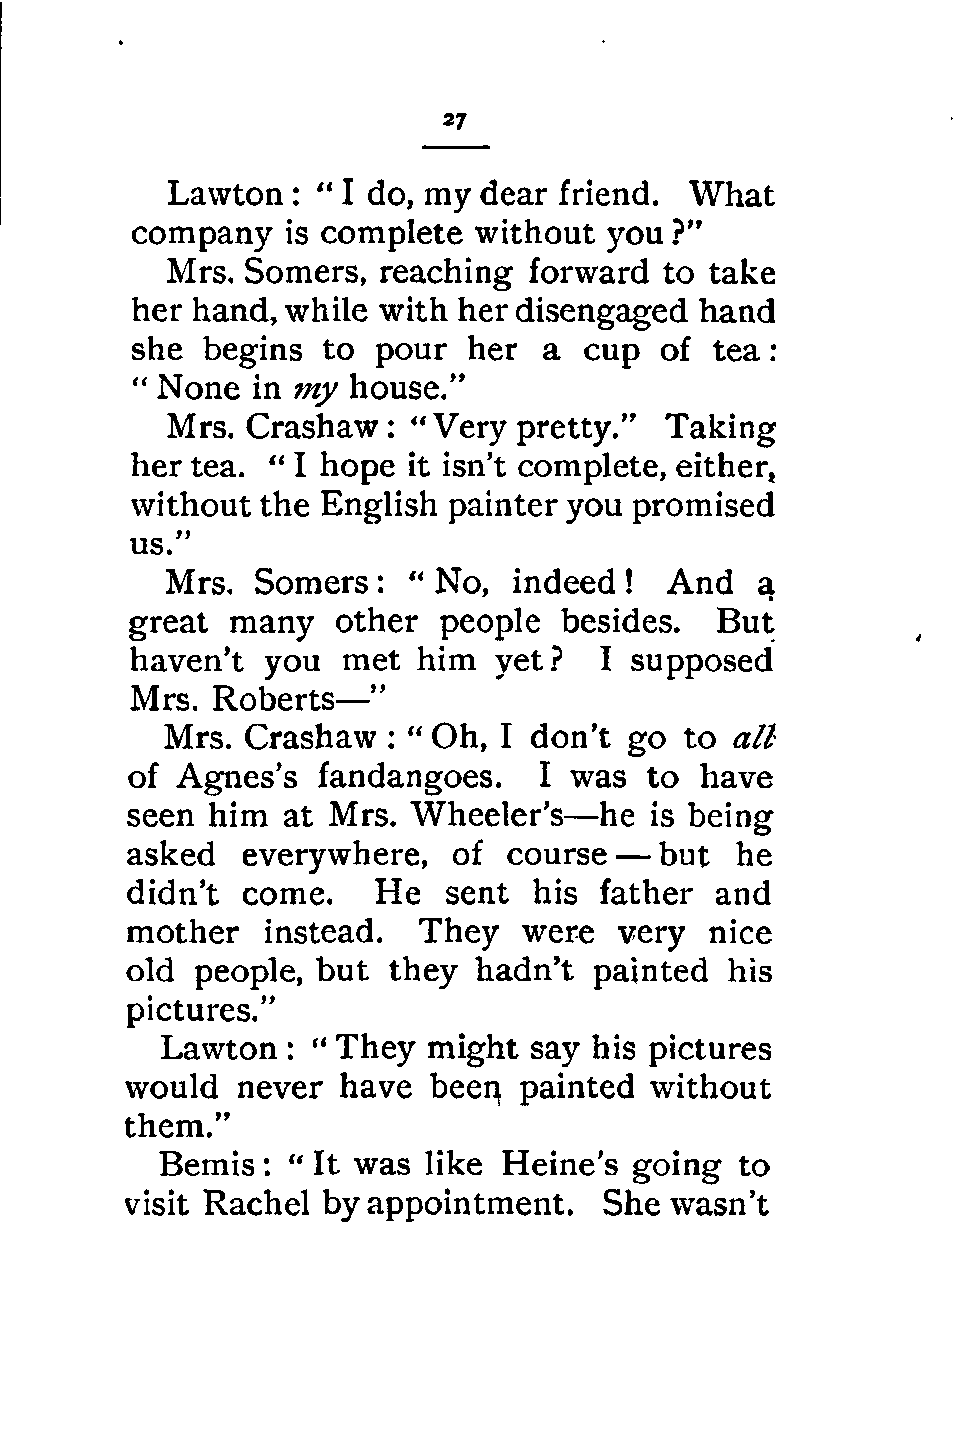 27
Lawton : “ I do, my dear friend. What
company is complete without you ?”
Mrs. Somers, reaching forward to take
her hand, while with her disengaged hand
she begins to pour her a cup of tea :
“ None in my house.”
Mrs. Crashaw : “ Very pretty.” Taking
her tea. “ I hope it isn't complete, either,
without the English painter you promised
us.”
Mrs. Somers : “ No, indeed ! And a
great many other people besides. But
haven't you met him yet ? I supposed
Mrs. Roberts—”
Mrs. Crashaw : “ Oh, I don't go to all
of Agnes's fandangoes. I was to have
seen him at Mrs. Wheeler's—he is being
asked everywhere, of course — but he
didn't come. He sent his father and
mother instead. They were very nice
old people, but they hadn't painted his
pictures.”
Lawton : “ They might say his pictures
would never have been painted without
them.”
Bemis : “ It was like Heine's going to
visit Rachel by appointment. She wasn't